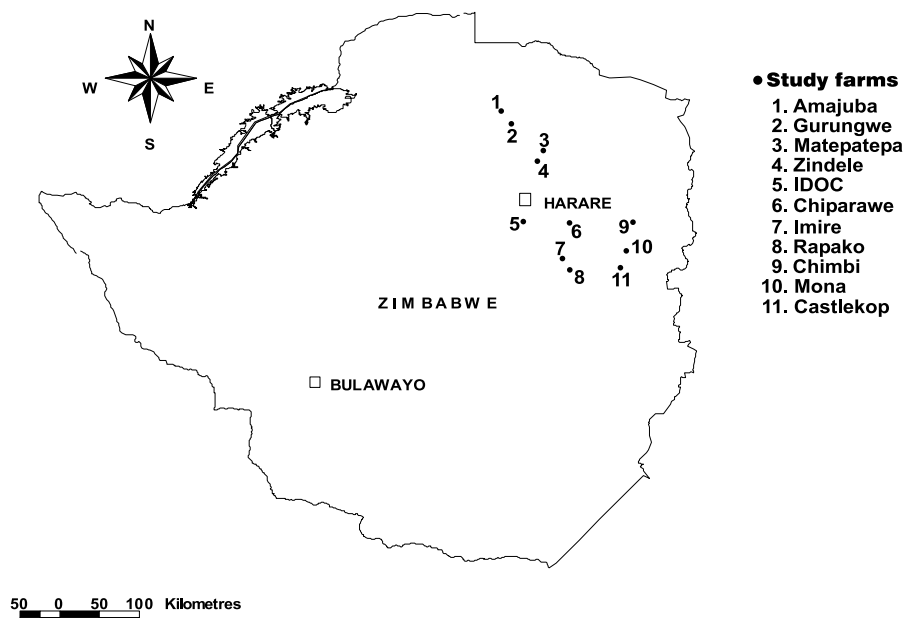 N
W E
S
Study farms
1. Amajuba
2. Gurungwe
3. Matepatepa
4. Zindele
5. IDOC
6. Chiparawe
7. Imire
8. Rapako
9. Chimbi
10. Mona
11. Castlekop
1
2
3
4
HARARE
5
6
9
7
10
8
11
ZIMBABWE
BULAWAYO
50 0 50 100 Kilometres